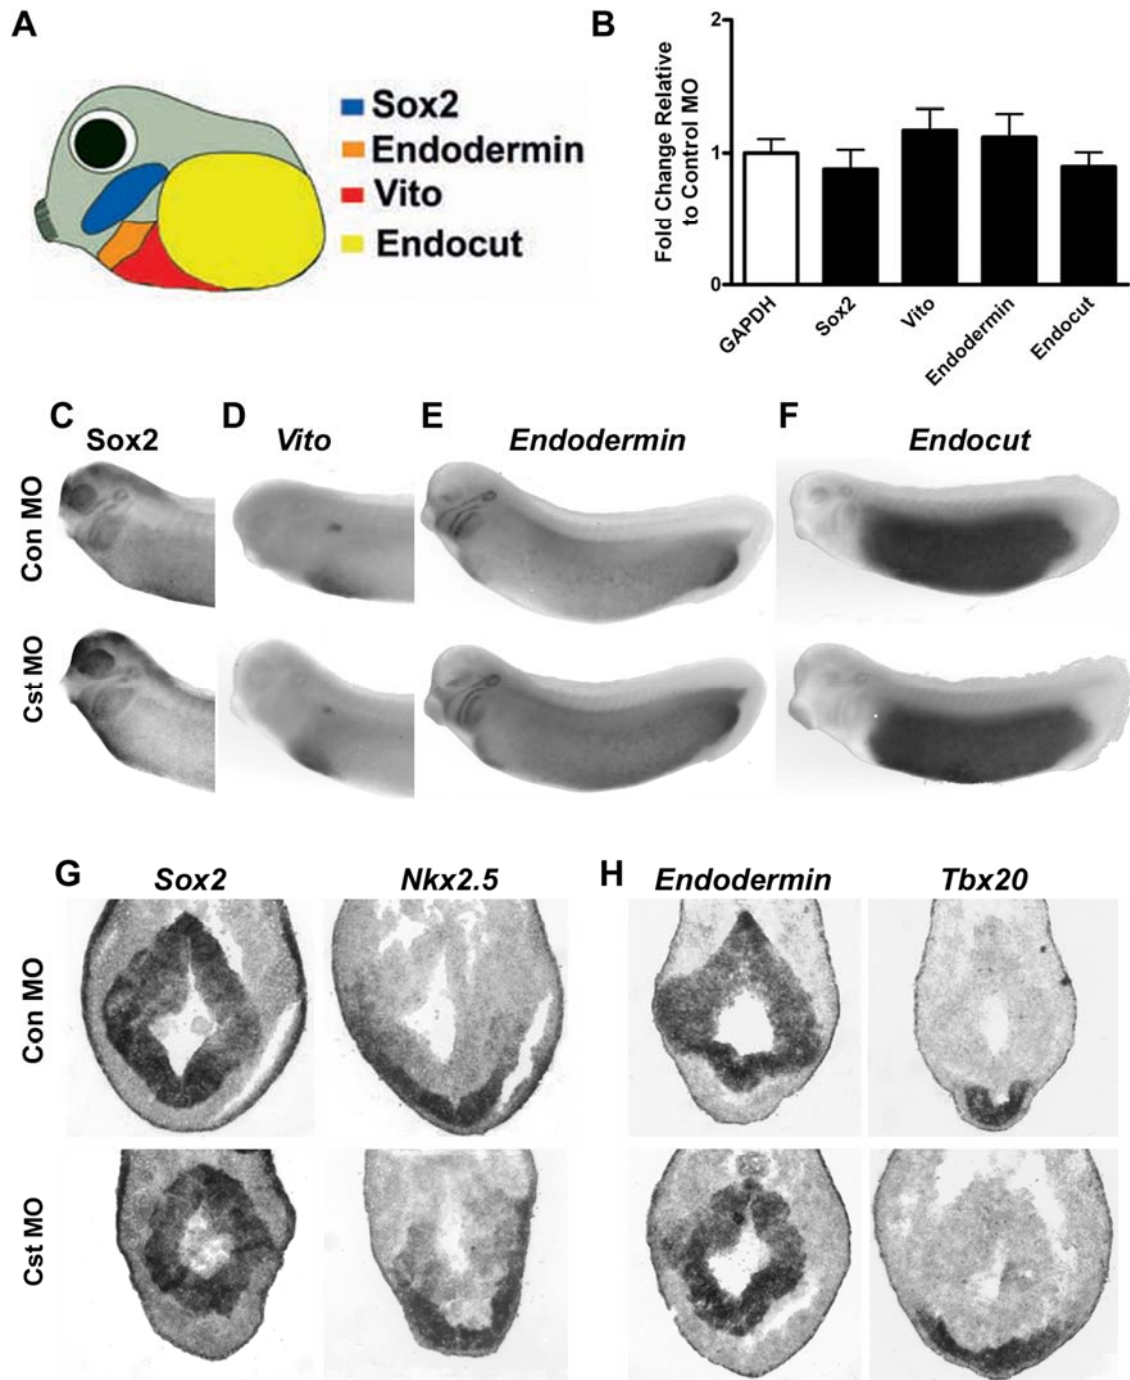 A
Sox2
Endodermin
Vito
Endocut
B
Fold Change Relative
to Control MO
2
1
0
GAPDH
Sox2
Vito
Endodermin
Endocut
C
Sox2
D
Vito
E
Endodermin
F
Endocut
Con MO
Cst MO
G
Sox2
Nkx2.5
H
Endodermin
Tbx20
Con MO
Cst MO